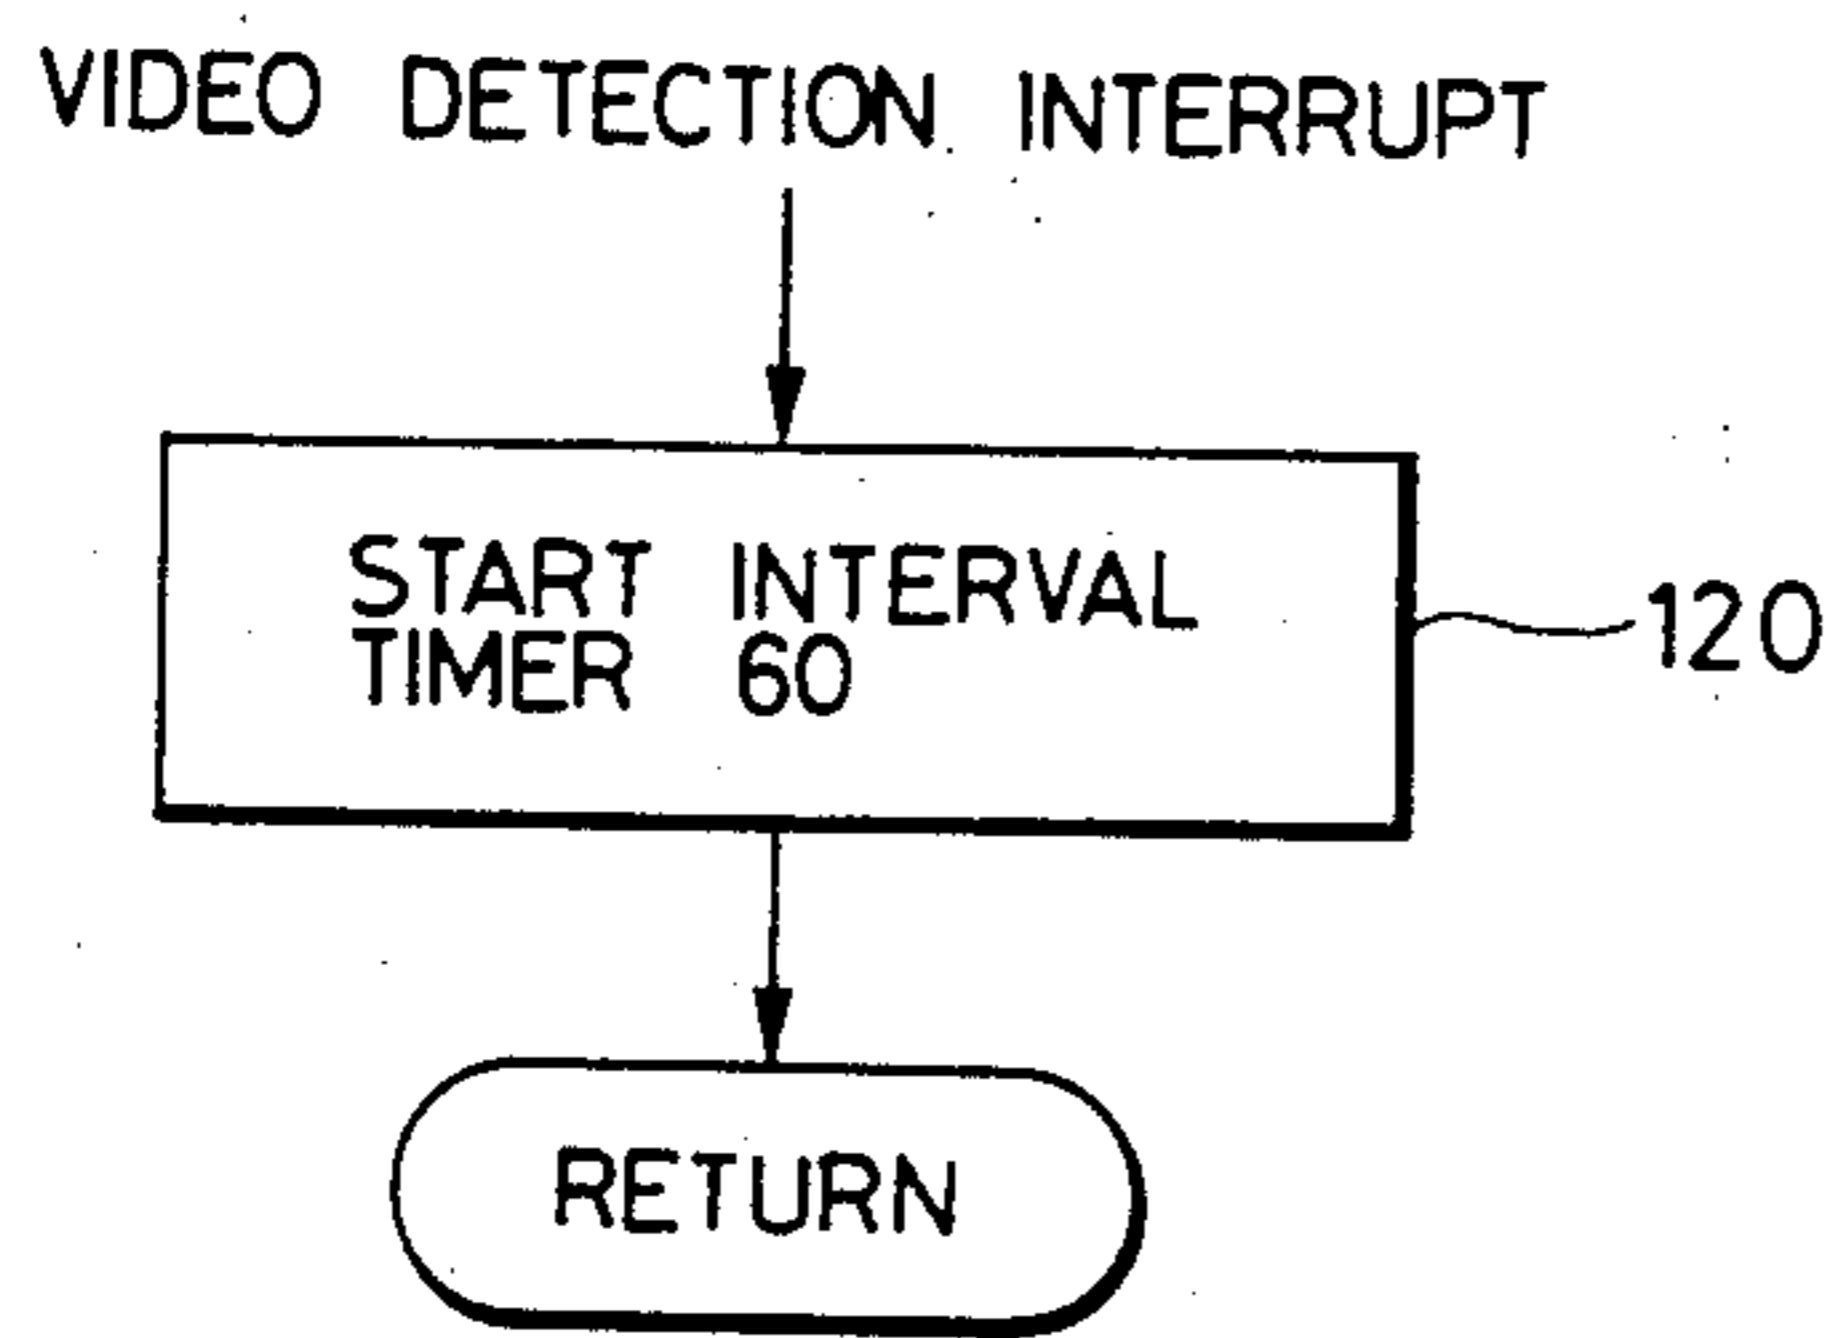 VIDEO DETECTION INTERRUPT
START INTERVAL
TIMER 60
120
RETURN